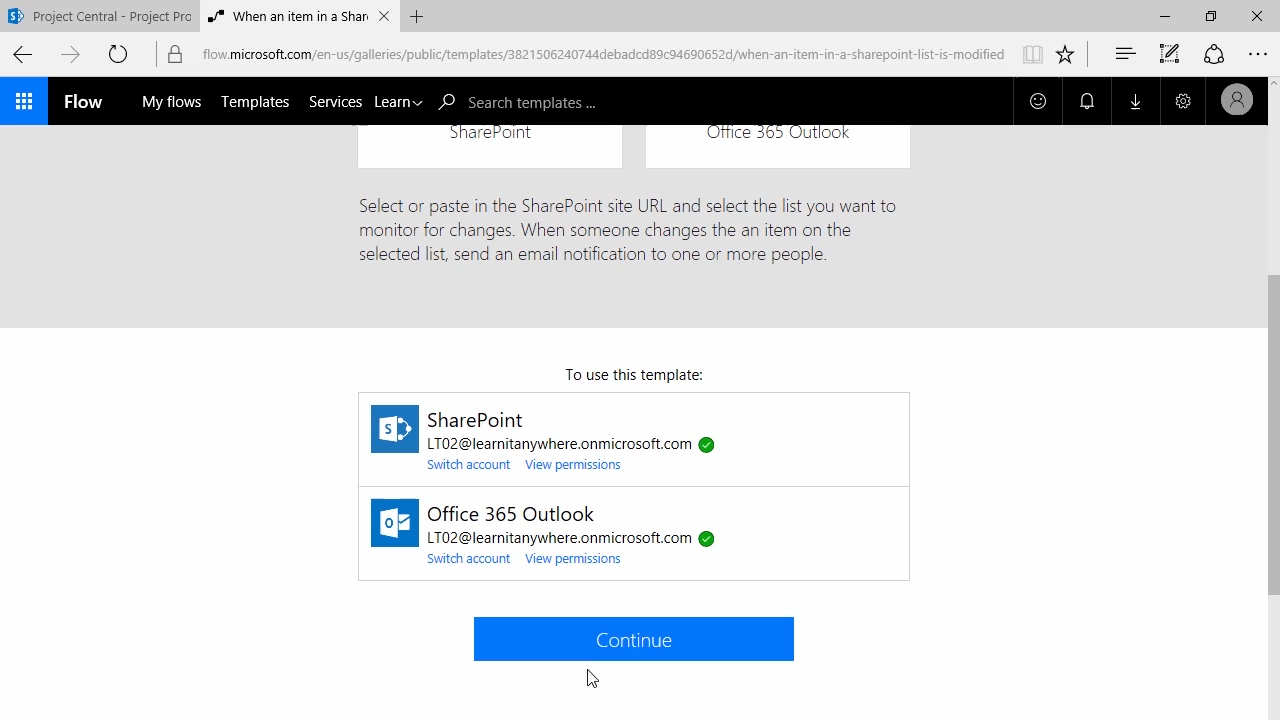 Project Central - Project Pro
When an item in a Shar
flow.microsoft.com/en-us/galleries/public/templates/3821506240744debadcd89c94690652d/when-an-item-in-a-sharepoint-list-is-modified
Flow My flows Templates Services Learn Search templates ...
SharePoint Office 365 Outlook
Select or paste in the SharePoint site URL and select the list you want to
monitor for changes. When someone changes the an item on the
selected list, send an email notification to one or more people.
To use this template:
SharePoint
LT02@learnitanywhere.onmicrosoft.com
Switch account View permissions
Office 365 Outlook
LT02@learnitanywhere.onmicrosoft.com
Switch account View permissions
Continue